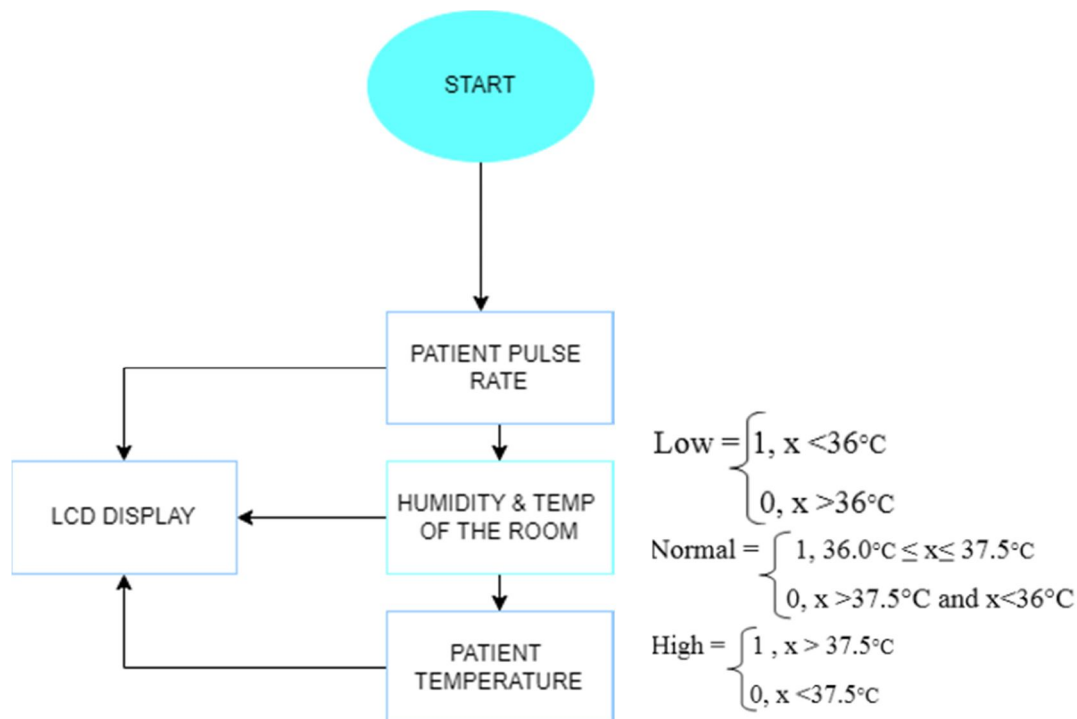 START
PATIENT PULSE
RATE
LCD DISPLAY
HUMIDITY & TEMP
OF THE ROOM
PATIENT
TEMPERATURE
Low = 1, x <36°C
0, x >36°C
Normal = 1, 36.0°C ≤ x≤ 37.5°C
0, x >37.5°C and x<36°C
High = 1 , x > 37.5°C
0, x <37.5°C